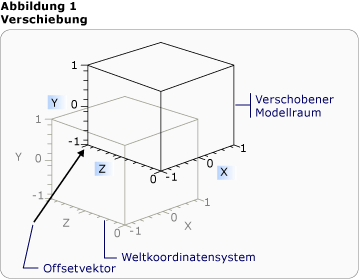 Abbildung 1
Verschiebung
1
Y
0
-1
Z
0
-1
0
X
1
Verschobener
Modellraum
1
Y
0
-1
Z
0
-1
0
X
1
Weltkoordinatensystem
Offsetvektor